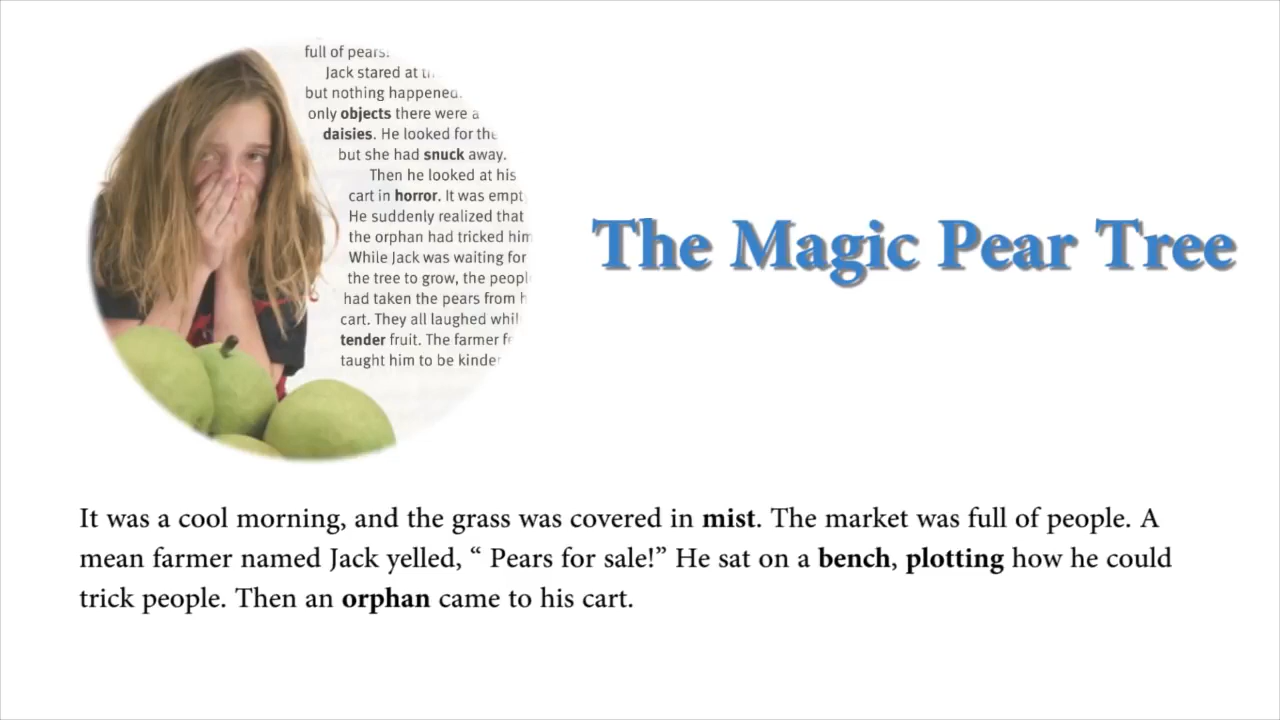 full of pears.
Jack stared at
but nothing happened.
only objects there were a
daisies. He looked for the
but she had snuck away.
Then he looked at his
cart in horror. It was empt
He suddenly realized that
the orphan had tricked him
While Jack was waiting for
the tree to grow, the peopl
had taken the pears from h
cart. They all laughed whil
tender fruit. The farmer f
taught him to be kinder
The Magic Pear Tree
It was a cool morning, and the grass was covered in mist. The market was full of people. A
mean farmer named Jack yelled, “ Pears for sale!” He sat on a bench, plotting how he could
trick people. Then an orphan came to his cart.